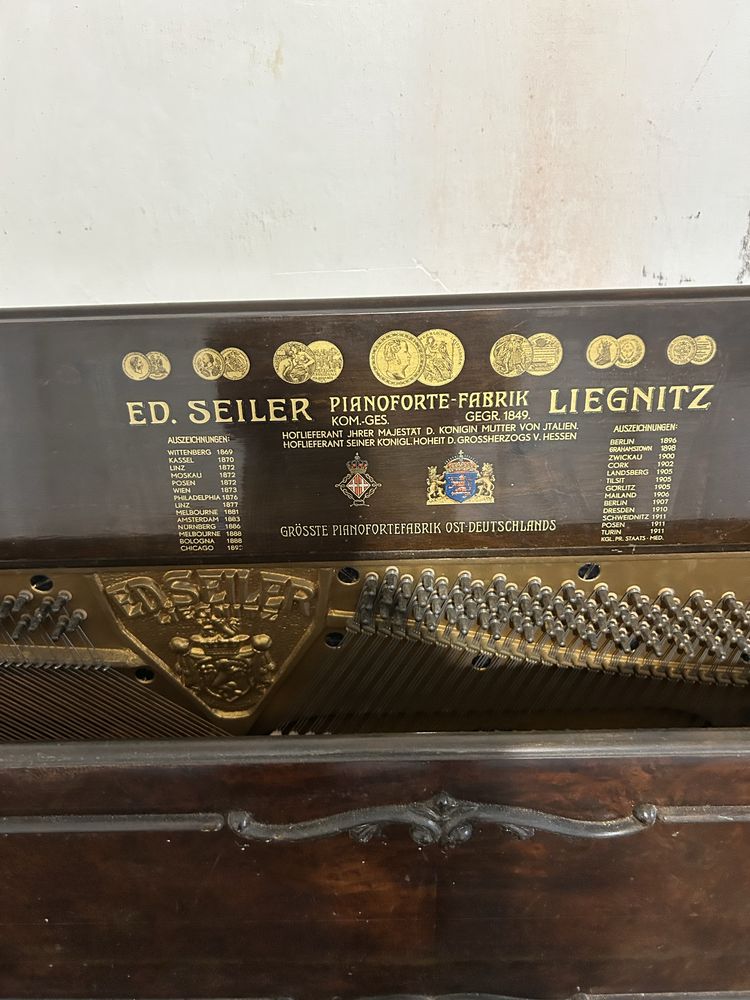 ED. SEILER PIANOFORTE-FABRIK LIEGNITZ
KOM.-GES. GEGR. 1849.
HOFLIEFERANT JHRER MAJESTÄT D. KÖNIGIN MUTTER VON JTALIEN.
HOFLIEFERANT SEINER KÖNIGL. HOHEIT D. GROSSHERZOGS V. HESSEN
AUSZEICHNUNGEN:
WITTENBERG 1869
KASSEL 1870
LINZ 1872
MOSKAU 1872
POSEN 1872
WIEN 1873
PHILADELPHIA 1876
LINZ 1877
MELBOURNE 1881
AMSTERDAM 1883
NÜRNBERG 1886
MELBOURNE 1888
BOLOGNA 1888
CHICAGO
AUSZEICHNUNGEN:
BERLIN 1896
GRAHAMSTOWN 1898
ZWICKAU 1900
CORK 1902
LANDSBERG 1905
TILSIT 1905
GÖRLITZ 1905
MAILAND 1906
BERLIN 1907
DRESDEN 1910
SCHWEIDNITZ 1911
POSEN 1911
TURIN 1911
KGL. PR. STAATS-MED.
GRÖSSTE PIANOFORTEFABRIK OST-DEUTSCHLANDS
ED. SEILER
LIEGNITZ